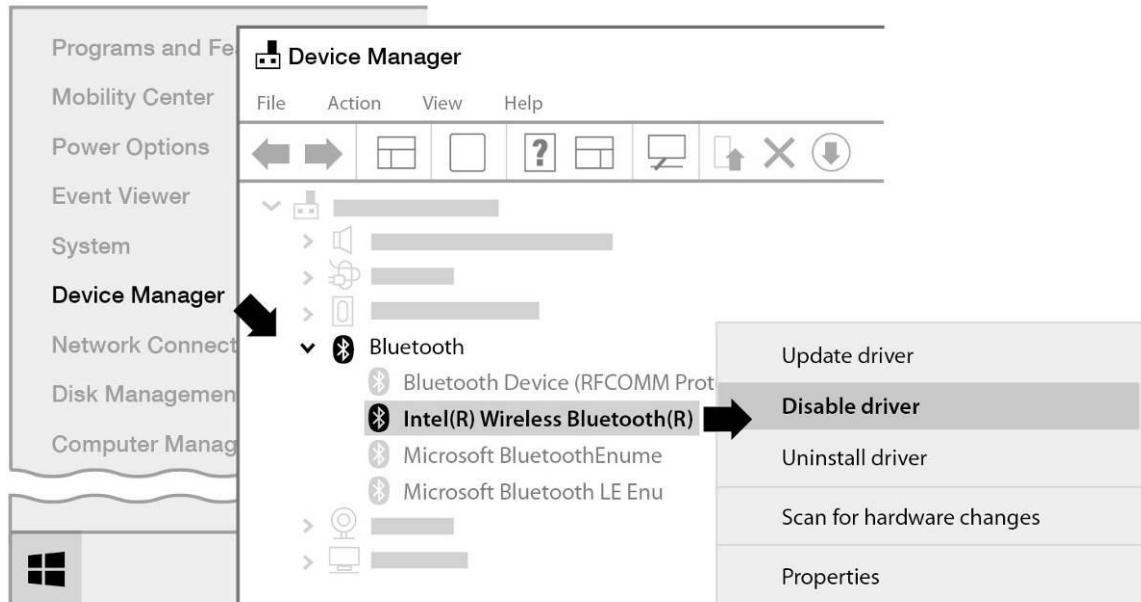 Programs and Fe
Mobility Center
Power Options
Event Viewer
System
Device Manager
Network Connect
Disk Managemen
Computer Manag
Device Manager
File Action View Help
?
Bluetooth
Bluetooth Device (RFCOMM Prot
Intel(R) Wireless Bluetooth(R)
Microsoft BluetoothEnume
Microsoft Bluetooth LE Enu
Update driver
Disable driver
Uninstall driver
Scan for hardware changes
Properties